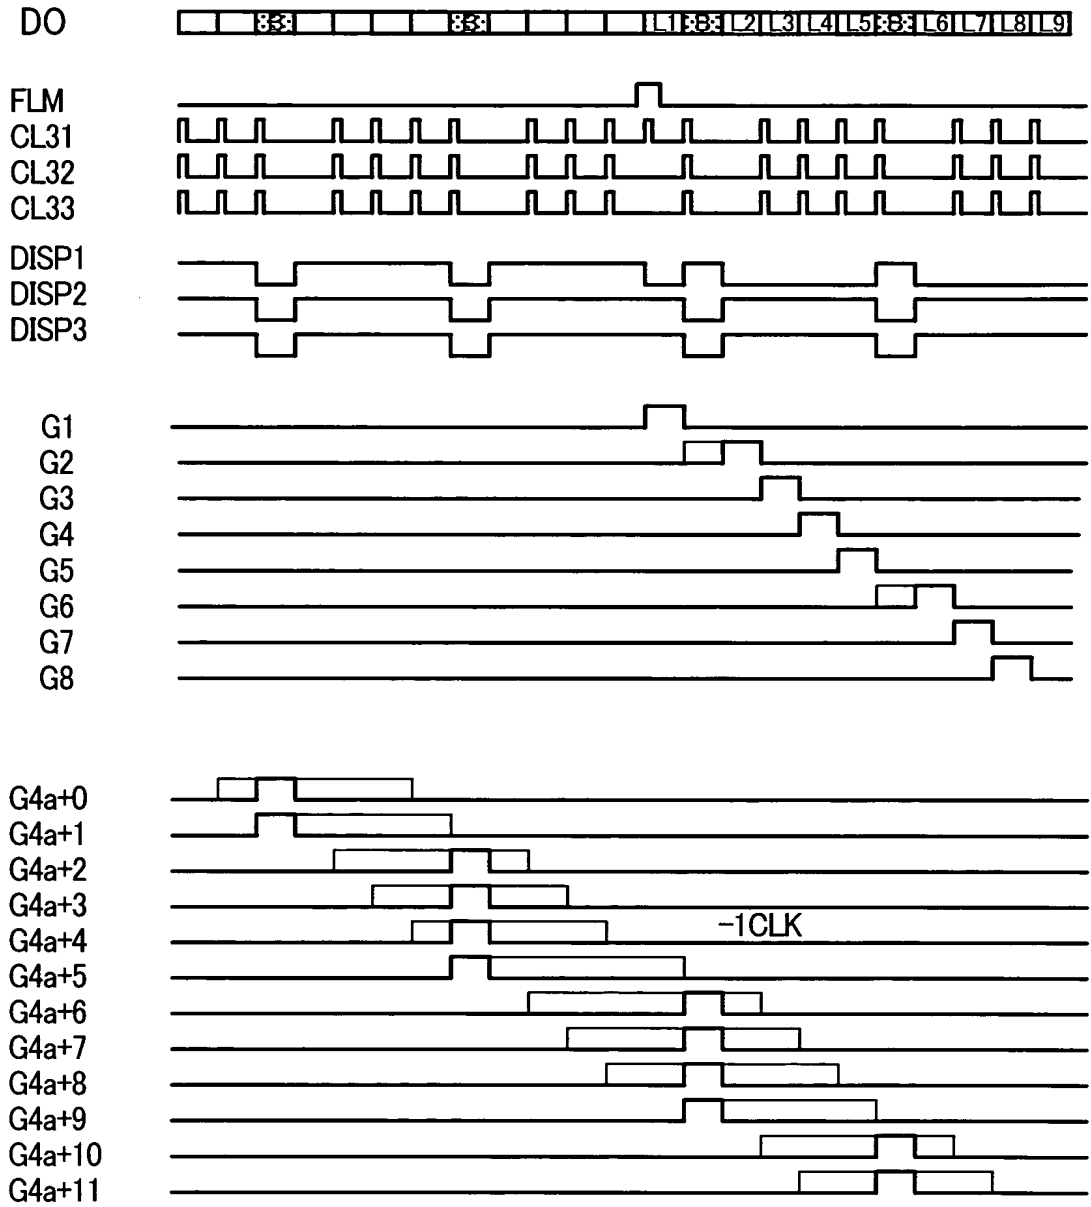 DO B B L1 B L2 L3 L4 L5 B L6 L7 L8 L9
FLM
CL31
CL32
CL33
DISP1
DISP2
DISP3
G1
G2
G3
G4
G5
G6
G7
G8
G4a+0
G4a+1
G4a+2
G4a+3
G4a+4 -1CLK
G4a+5
G4a+6
G4a+7
G4a+8
G4a+9
G4a+10
G4a+11